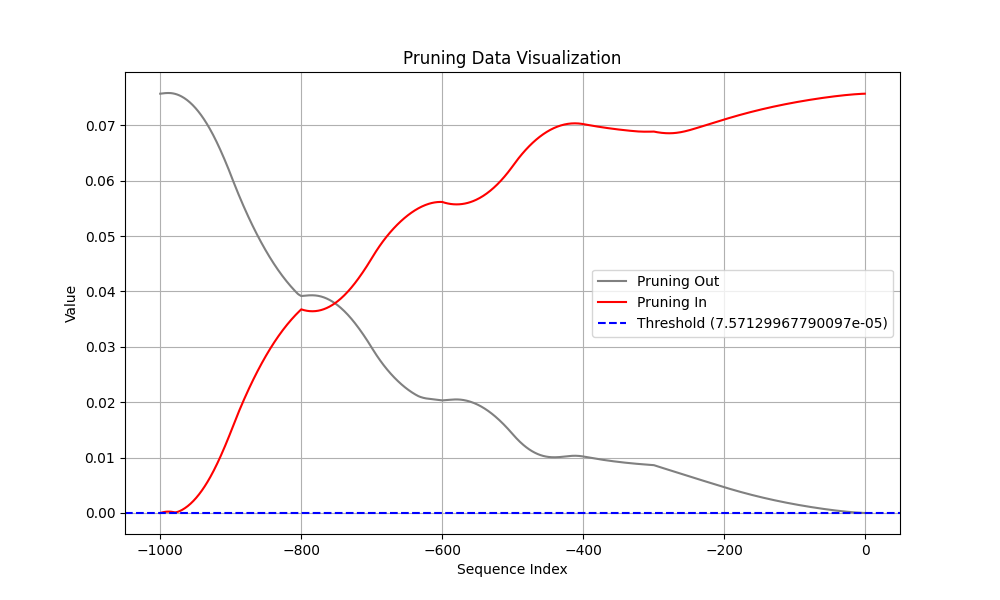 Pruning Data Visualization
Value
0.07
0.06
0.05
0.04
0.03
0.02
0.01
0.00
Pruning Out
Pruning In
Threshold (7.57129967790097e-05)
−1000
−800
−600
−400
−200
0
Sequence Index